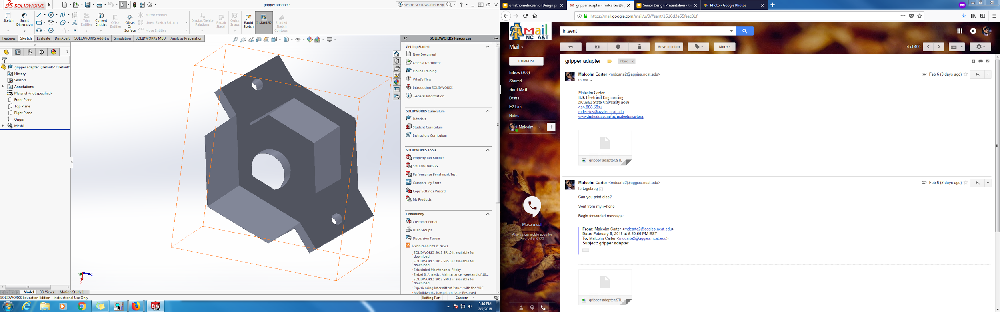 SOLIDWORKS
gripper adapter *
Search SOLIDWORKS Help
Sketch
Smart Dimension
Trim Entities
Convert Entities
Offset Entities
Offset On Surface
Mirror Entities
Linear Sketch Pattern
Move Entities
Display/Delete Relations
Repair Sketch
Quick Snaps
Rapid Sketch
Instant2D
Shaded Sketch Contours
Features
Sketch
Evaluate
DimXpert
SOLIDWORKS Add-Ins
Simulation
SOLIDWORKS MBD
Analysis Preparation
gripper adapter (Default<<Default:
History
Sensors
Annotations
Material <not specified>
Front Plane
Top Plane
Right Plane
Origin
Mesh1
Z
X
SOLIDWORKS Resources
Getting Started
New Document
Open a Document
Online Training
What's New
Introducing SOLIDWORKS
General Information
SOLIDWORKS Curriculum
Tutorials
Student Curriculum
Instructors Curriculum
SOLIDWORKS Tools
Property Tab Builder
SOLIDWORKS Rx
Performance Benchmark Test
Compare My Score
Copy Settings Wizard
My Products
Community
Customer Portal
User Groups
Discussion Forum
Technical Alerts & News
SOLIDWORKS 2018 SP1.0 is available for
download
SOLIDWORKS 2017 SP5.0 is available for
download
Scheduled Maintenance Friday
Siebel & Analytics Maintenance, weekend of 10...
SOLIDWORKS 2018 SP0.1 is available for
download
Experiencing Intermittent Issues with the VRC
MySolidworks Navigation Issue Resolved
Model
3D Views
Motion Study 1
SOLIDWORKS Education Edition - Instructional Use Only
Editing Part
Custom
SW
2017
3:46 PM
2/9/2018
ometriometricSenior Design pr
gripper adapter - mdcarte2@ag
Senior Design Presentation - Go
Photo - Google Photos
https://mail.google.com/mail/u/0/#sent/1616d3e55feac81f
Mail
NC A&T
in:sent
Mail
Move to Inbox
More
4 of 400
COMPOSE
Inbox (700)
Starred
Sent Mail
Drafts
E2 Lab
Notes
Malcolm
Make a call
Also try our mobile apps for
Android and iOS
gripper adapter
Inbox x
Malcolm Carter <mdcarte2@aggies.ncat.edu>
Feb 6 (3 days ago)
to me
Malcolm Carter
B.S. Electrical Engineering
NC A&T State University 2018
929.888.6831
mdcarte2@aggies.ncat.edu
www.linkedin.com/in/malcolmcarter4
gripper adapter.STL
Malcolm Carter <mdcarte2@aggies.ncat.edu>
Feb 6 (3 days ago)
to tzgebreg
Can you print diss?
Sent from my iPhone
Begin forwarded message:
From: Malcolm Carter <mdcarte2@aggies.ncat.edu>
Date: February 6, 2018 at 5:30:56 PM EST
To: Malcolm Carter <mdcarte2@aggies.ncat.edu>
Subject: gripper adapter
gripper adapter.STL